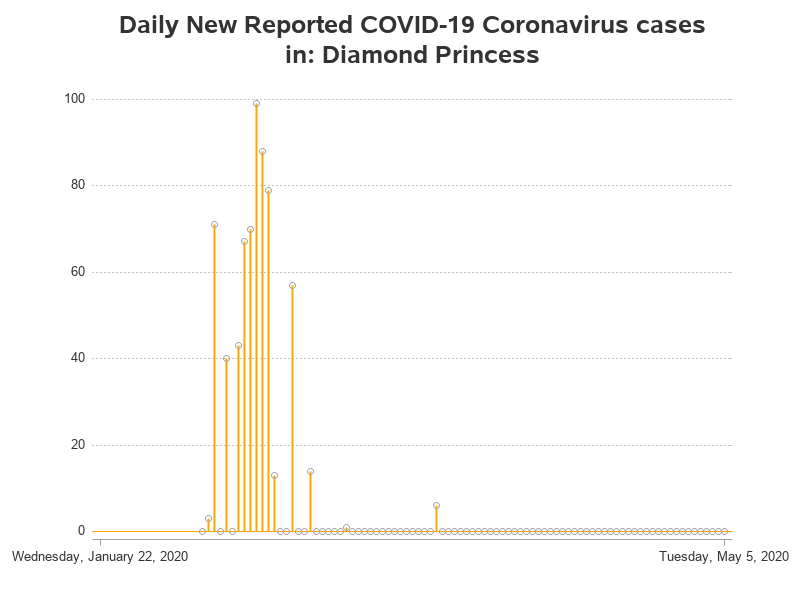 Daily New Reported COVID-19 Coronavirus cases
in: Diamond Princess
100
80
60
40
20
0
Wednesday, January 22, 2020
Tuesday, May 5, 2020